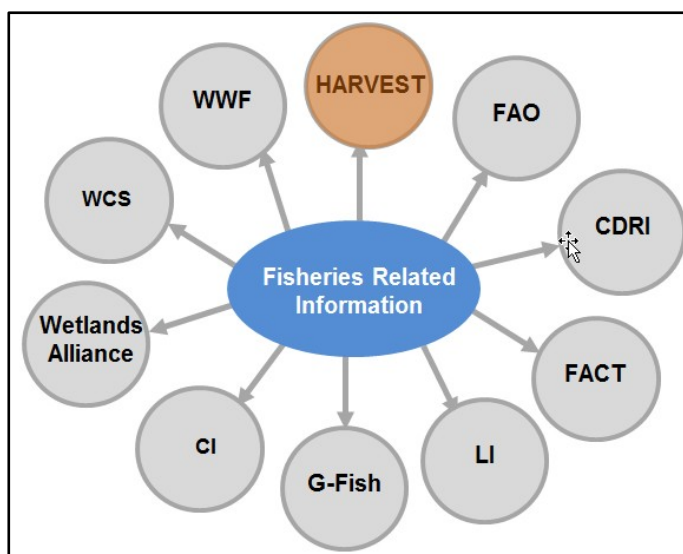 HARVEST
WWF
FAO
WCS
CDRI
Fisheries Related
Information
Wetlands
Alliance
FACT
CI
LI
G-Fish